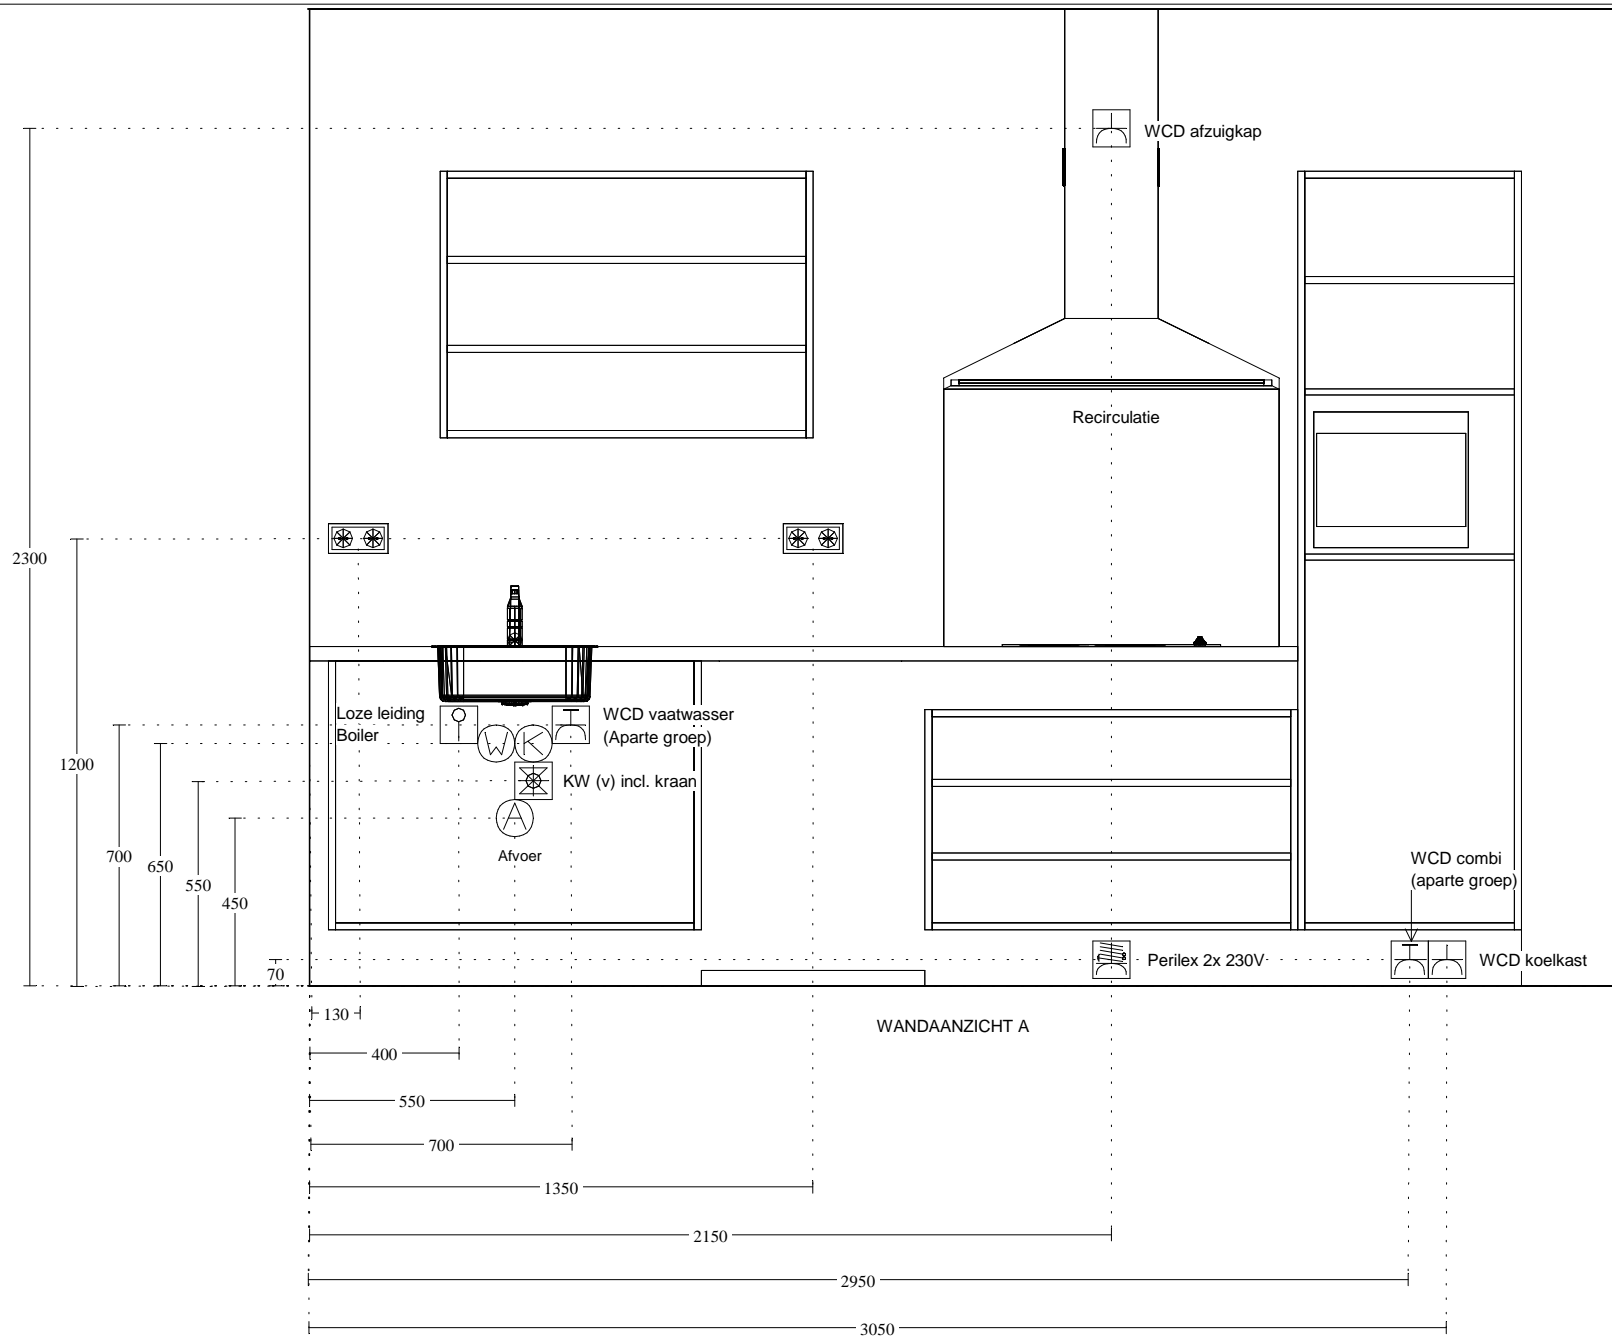 WCD afzuigkap
Recirculatie
2300
1200
Loze leiding
Boiler
WCD vaatwasser
(Aparte groep)
W
K
KW (v) incl. kraan
A
Afvoer
700
650
550
450
70
WCD combi
(aparte groep)
Perilex 2x 230V
WCD koelkast
130
WANDAANZICHT A
400
550
700
1350
2150
2950
3050